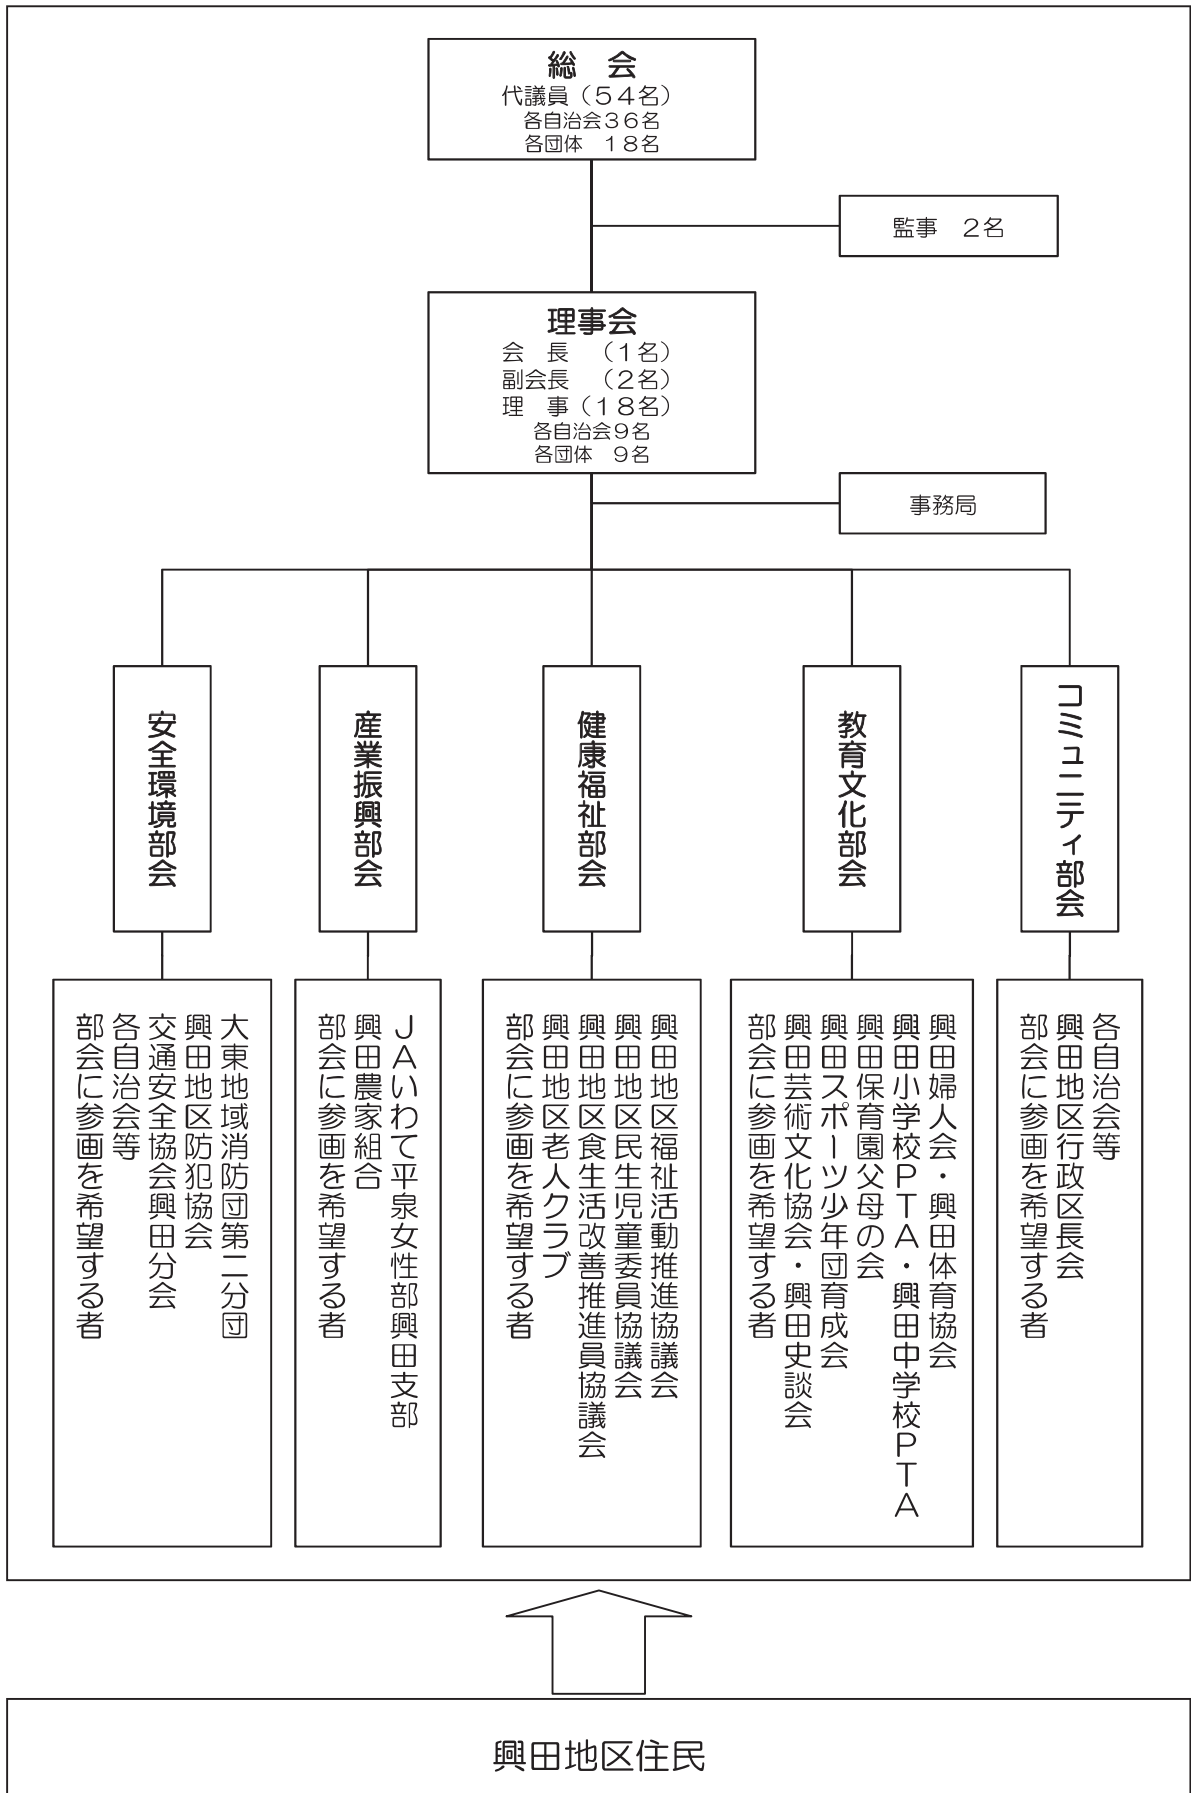 総　会
代議員（５４名）
各自治会３６名
各団体　１８名
監事　２名
理事会
会　長　（１名）
副会長　（２名）
理　事（１８名）
各自治会９名
各団体　９名
事務局
安全環境部会
産業振興部会
健康福祉部会
教育文化部会
コミュニティ部会
大東地域消防団第二分団
興田地区防犯協会
交通安全協会興田分会
各自治会等
部会に参画を希望する者
ＪＡいわて平泉女性部興田支部
興田農家組合
部会に参画を希望する者
興田地区福祉活動推進協議会
興田地区民生児童委員協議会
興田地区食生活改善推進員協議会
興田地区老人クラブ
部会に参画を希望する者
興田婦人会・興田体育協会
興田小学校ＰＴＡ・興田中学校ＰＴＡ
興田保育園父母の会
興田スポーツ少年団育成会
興田芸術文化協会・興田史談会
部会に参画を希望する者
各自治会等
興田地区行政区長会
部会に参画を希望する者
興田地区住民